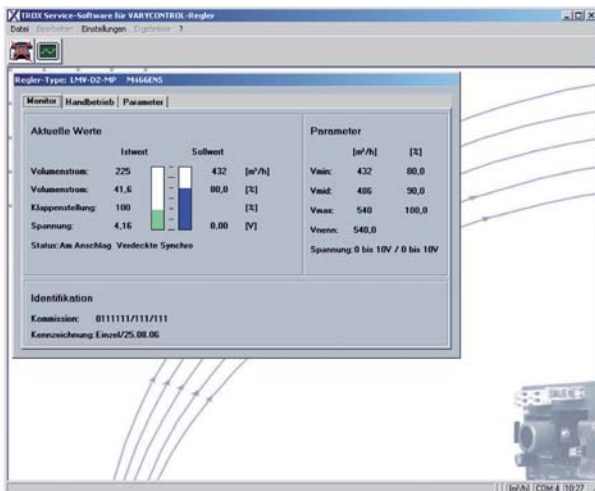 TROX Service-Software für VARYCONTROL-Regler
Datei Bearbeiten Einstellungen Ergebnisse ?
Regler-Type: LMV-D2-MP M466EN5
Monitor Handbetrieb Parameter
Aktuelle Werte
Istwert Sollwert
Volumenstrom: 225 432 [m³/h]
Volumenstrom: 41,6 80,0 [%]
Klappenstellung: 100 [%]
Spannung: 4,16 0,00 [V]
Status: Am Anschlag Verdeckte Synchro
Parameter
[m³/h] [%]
Vmin: 432 80,0
Vmid: 486 90,0
Vmax: 540 100,0
Vnenn: 540,0
Spannung: 0 bis 10V / 0 bis 10V
Identifikation
Kommission: 0111111/111/111
Kennzeichnung: Einzel/25.08.06
[m³/h] COM 4 10:27